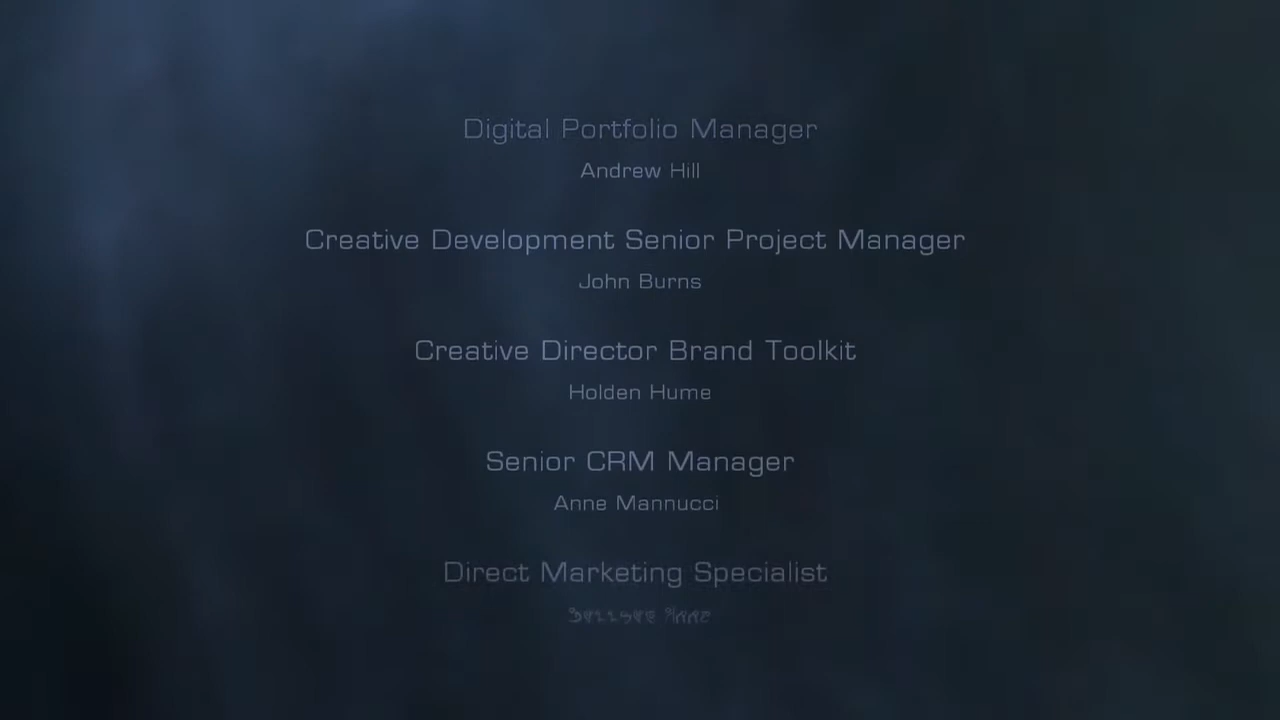 Digital Portfolio Manager
Andrew Hill
Creative Development Senior Project Manager
John Burns
Creative Director Brand Toolkit
Holden Hume
Senior CRM Manager
Anne Mannucci
Direct Marketing Specialist